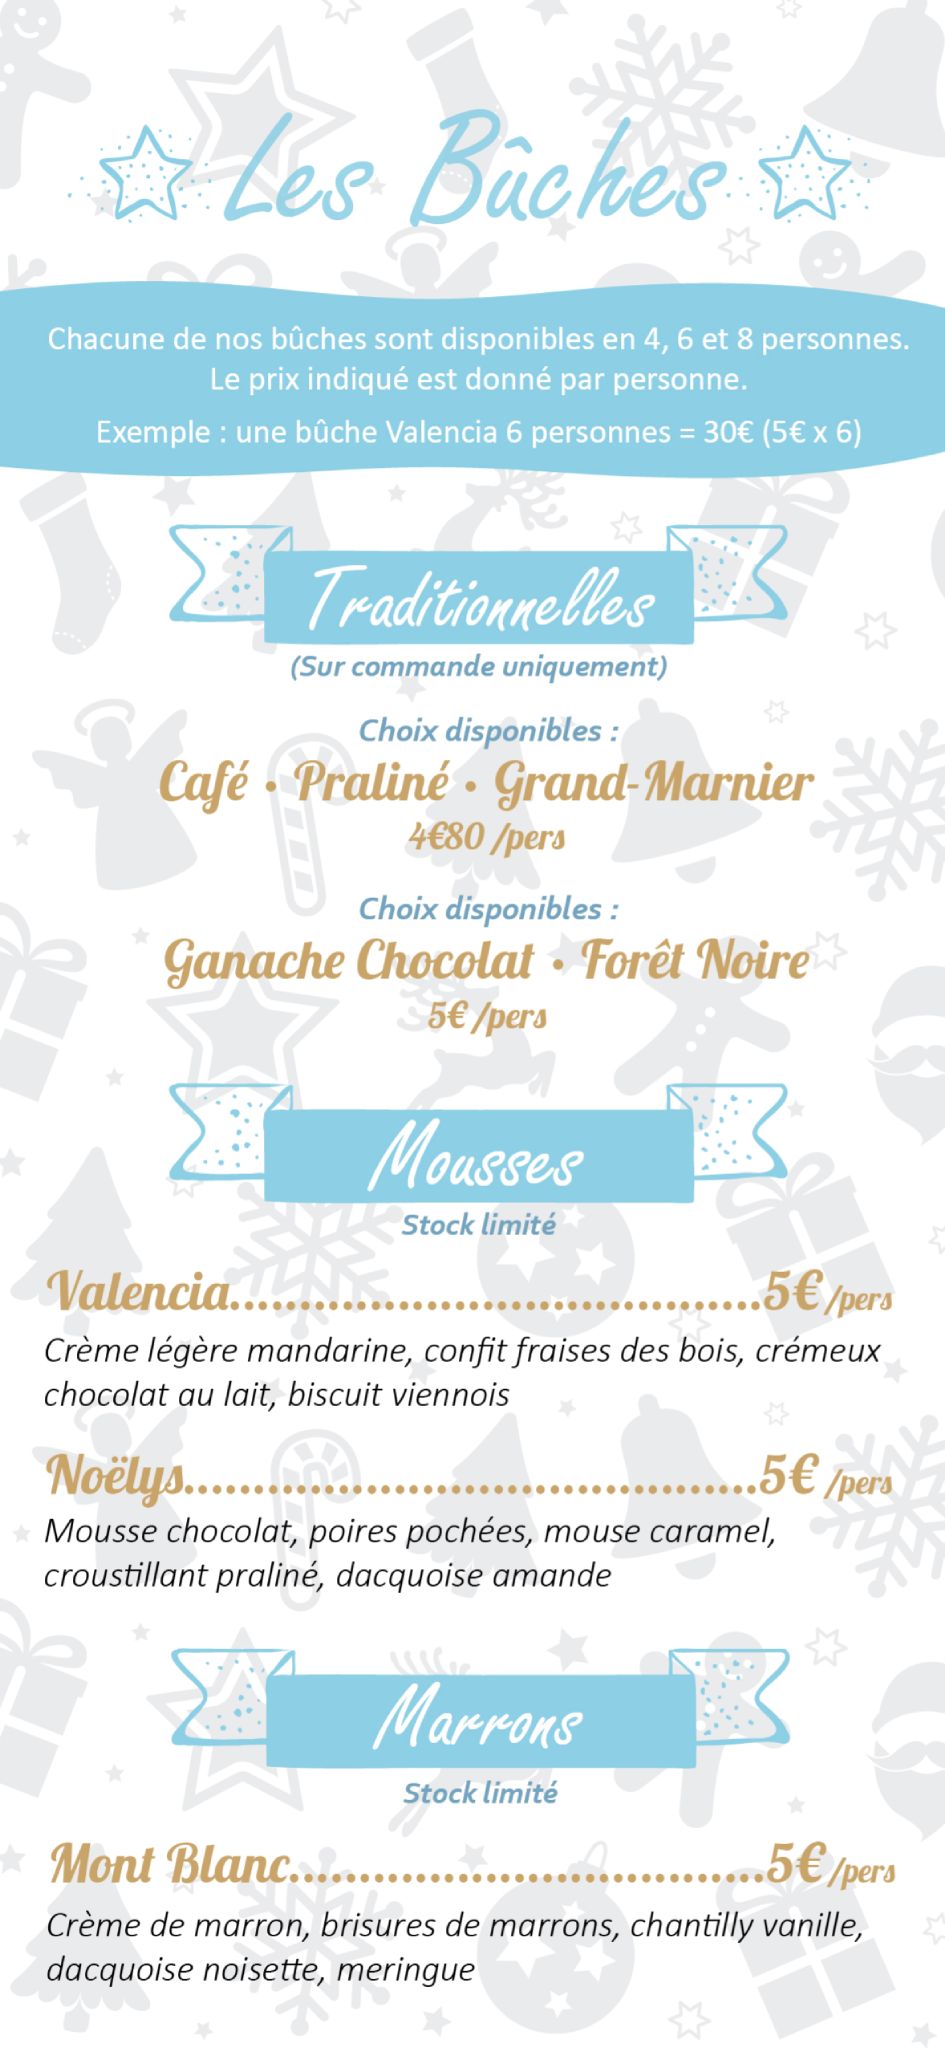 Les Bûches
Chacune de nos bûches sont disponibles en 4, 6 et 8 personnes.
Le prix indiqué est donné par personne.
Exemple : une bûche Valencia 6 personnes = 30€ (5€ x 6)
Traditionnelles
(Sur commande uniquement)
Choix disponibles :
Café • Praliné • Grand-Marnier
4€80 /pers
Choix disponibles :
Ganache Chocolat • Forêt Noire
5€ /pers
Mousses
Stock limité
Valencia......................................5€ /pers
Crème légère mandarine, confit fraises des bois, crémeux
chocolat au lait, biscuit viennois
Noëlys.........................................5€ /pers
Mousse chocolat, poires pochées, mouse caramel,
croustillant praliné, dacquoise amande
Marrons
Stock limité
Mont Blanc..................................5€ /pers
Crème de marron, brisures de marrons, chantilly vanille,
dacquoise noisette, meringue